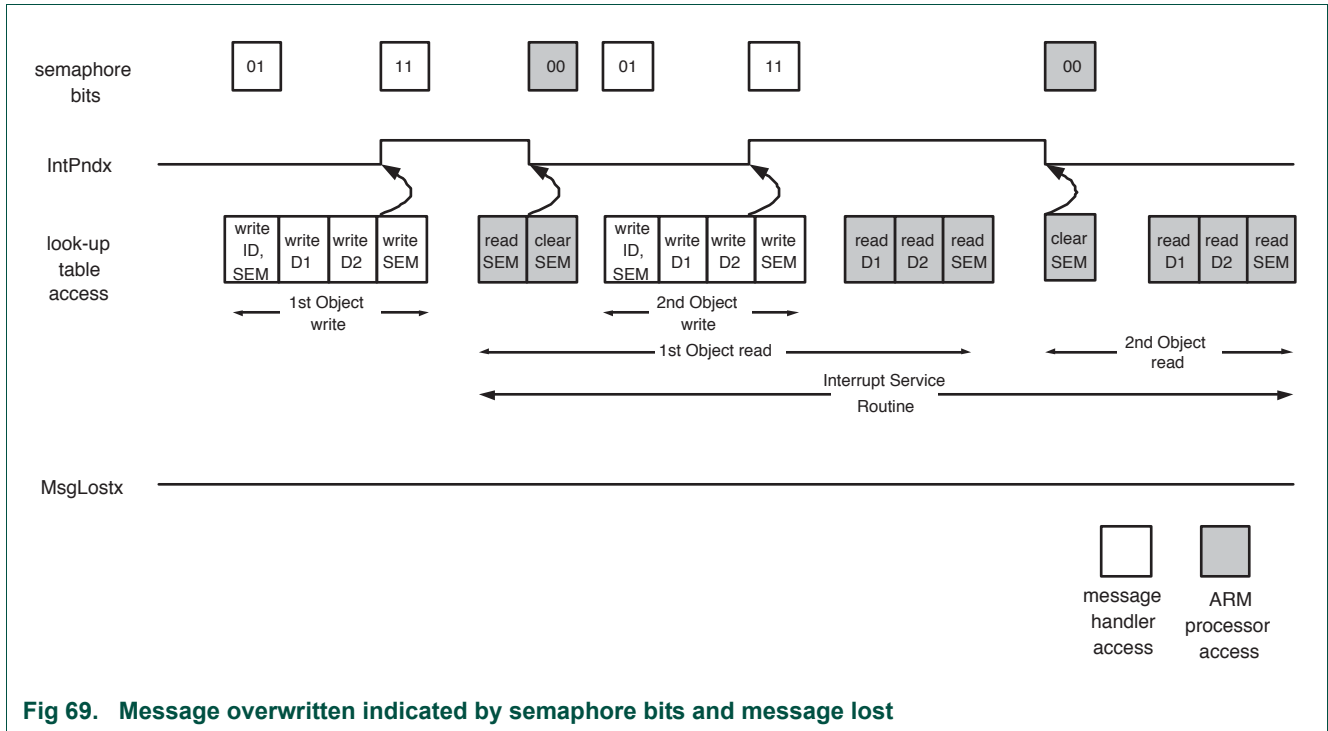 semaphore
bits
01
11
00
01
11
00
IntPndx
look-up
table
access
write
ID,
SEM
write
D1
write
D2
write
SEM
read
SEM
clear
SEM
write
ID,
SEM
write
D1
write
D2
write
SEM
read
D1
read
D2
read
SEM
clear
SEM
read
D1
read
D2
read
SEM
1st Object
write
2nd Object
write
1st Object read
2nd Object
read
Interrupt Service
Routine
MsgLostx
message
handler
access
ARM
processor
access
Fig 69. Message overwritten indicated by semaphore bits and message lost